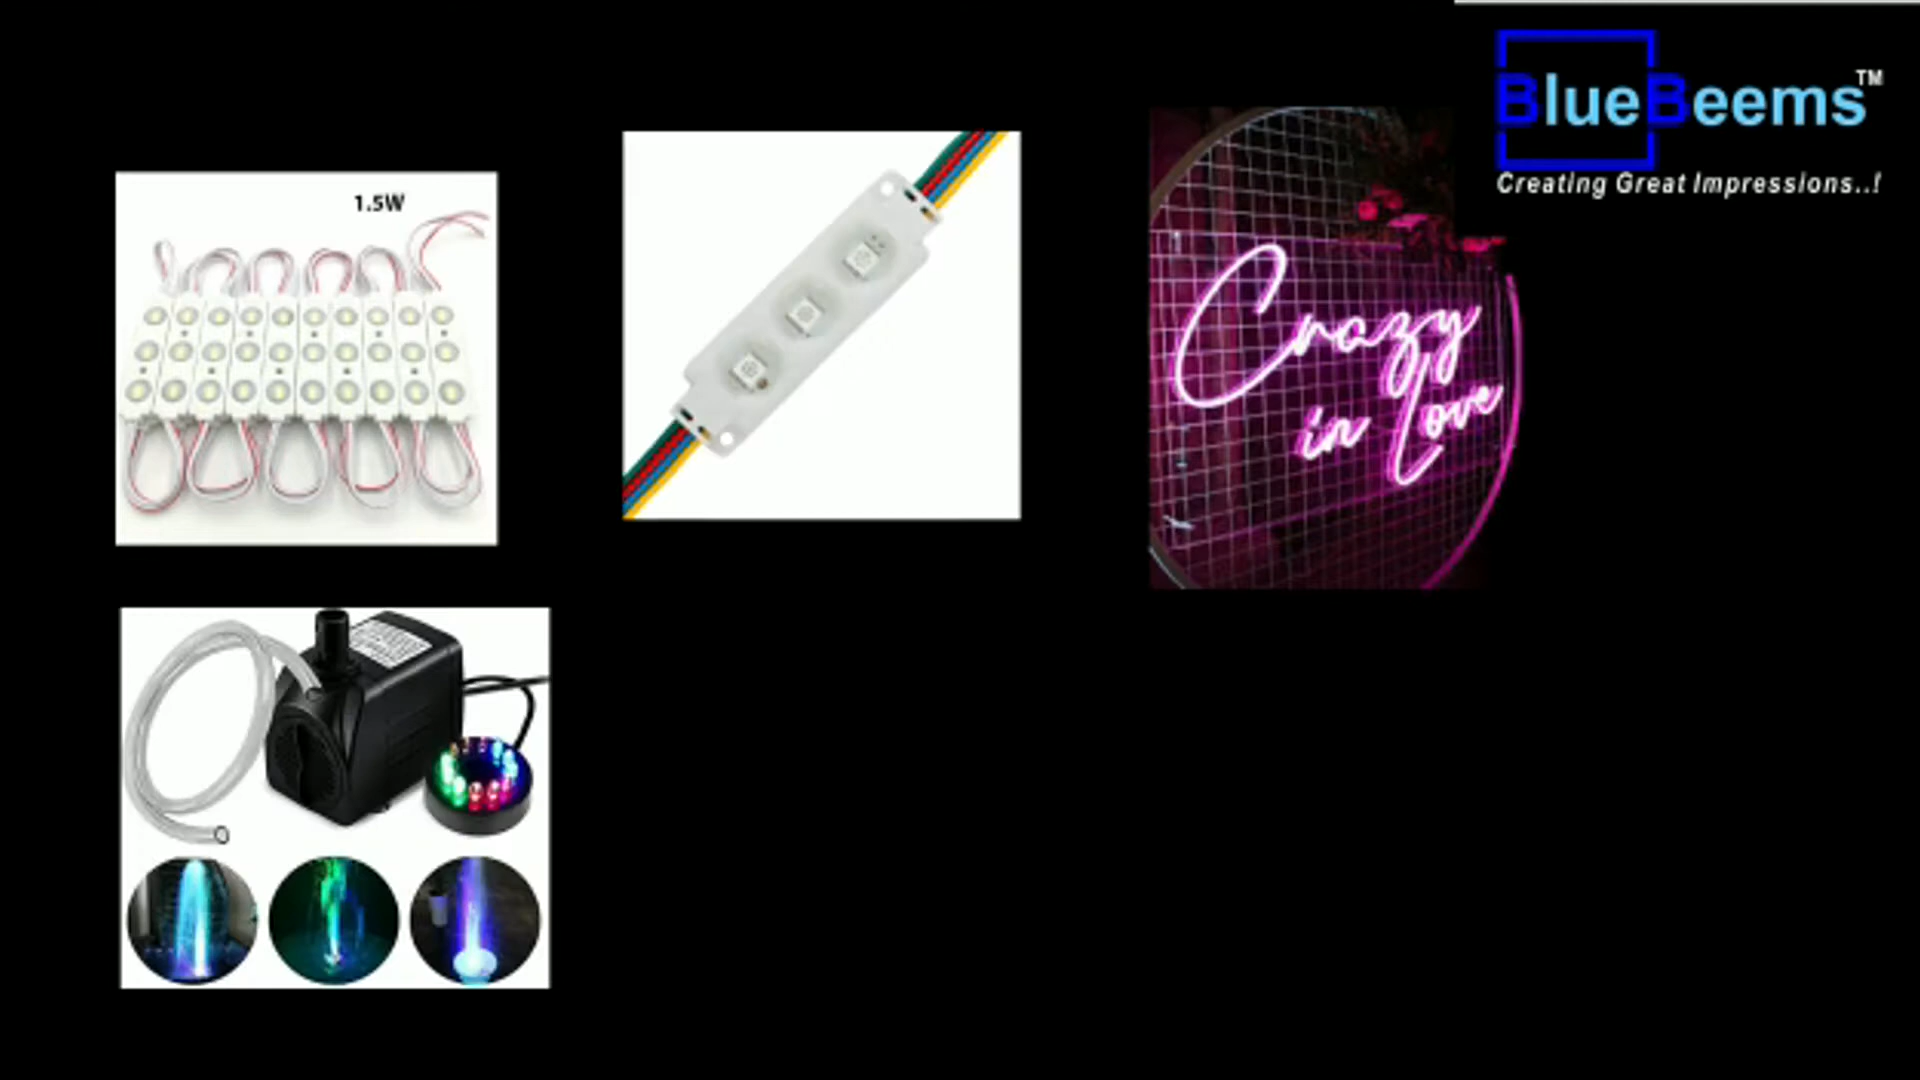 BlueBeems™
Creating Great Impressions..!
1.5W
Crazy
in Love